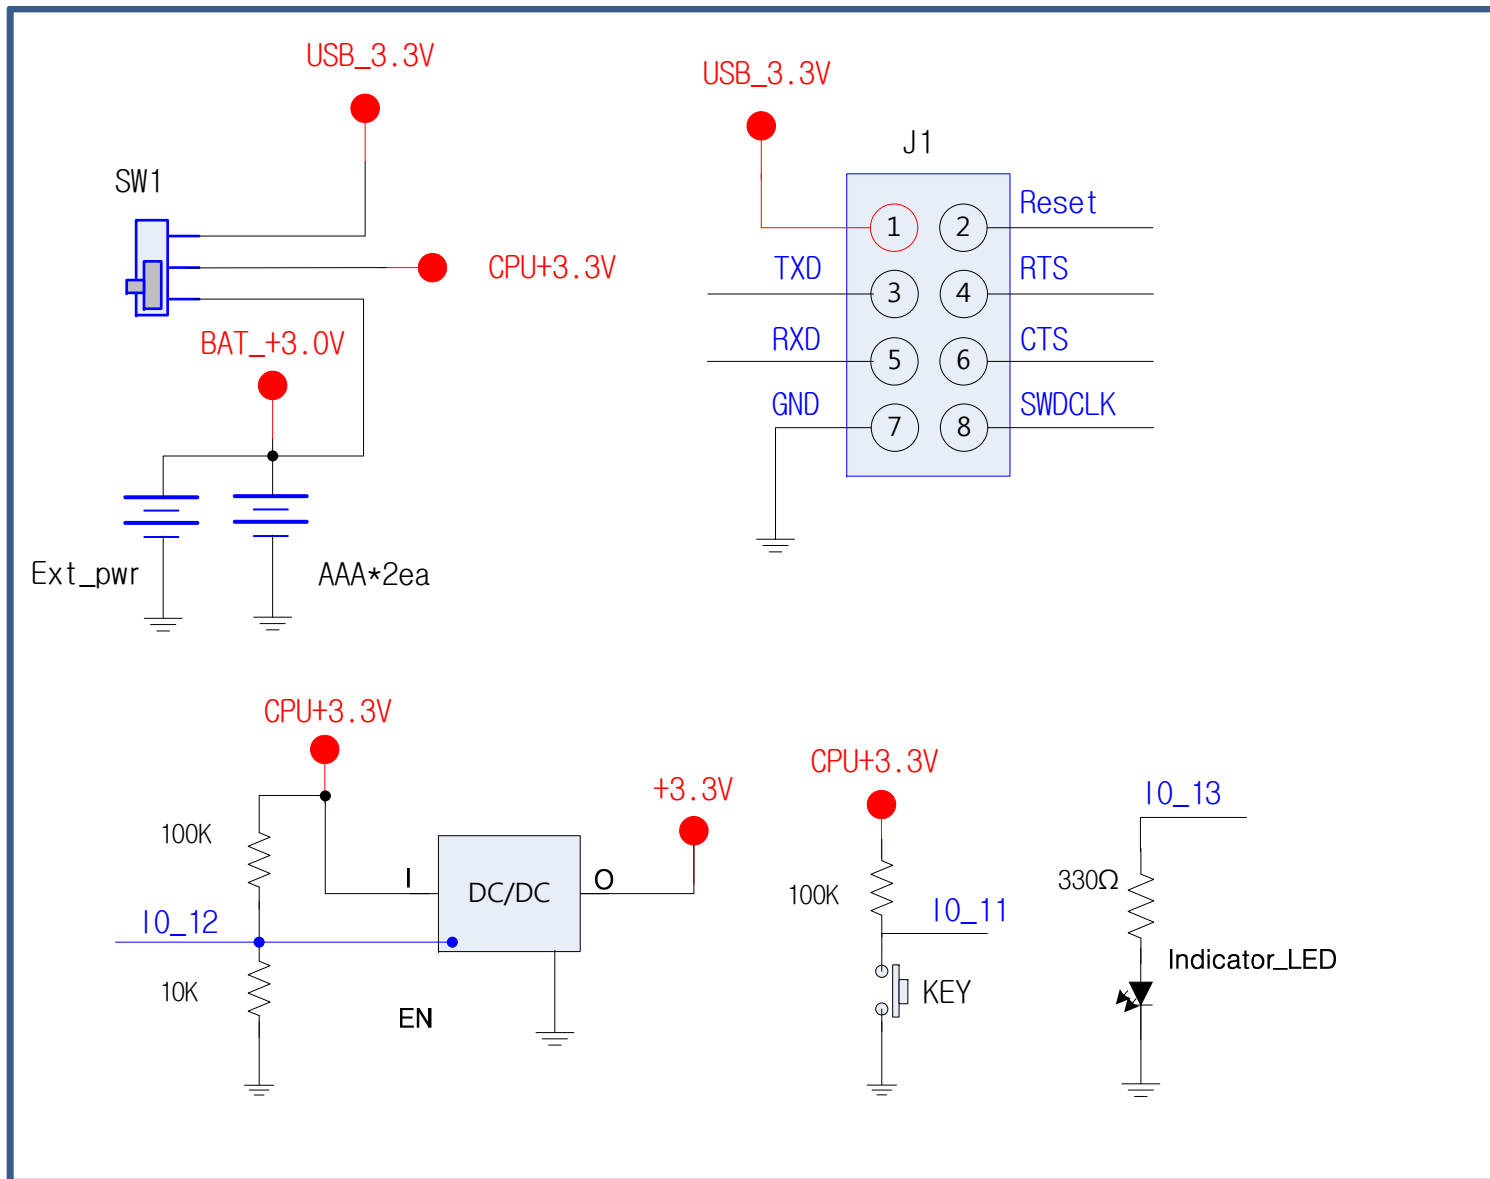 USB_3.3V
SW1
CPU+3.3V
BAT_+3.0V
Ext_pwr
AAA*2ea
USB_3.3V
J1
1
2
Reset
TXD
3
4
RTS
RXD
5
6
CTS
GND
7
8
SWDCLK
CPU+3.3V
100K
I
DC/DC
O
+3.3V
IO_12
10K
EN
CPU+3.3V
100K
IO_11
KEY
IO_13
330Ω
Indicator_LED